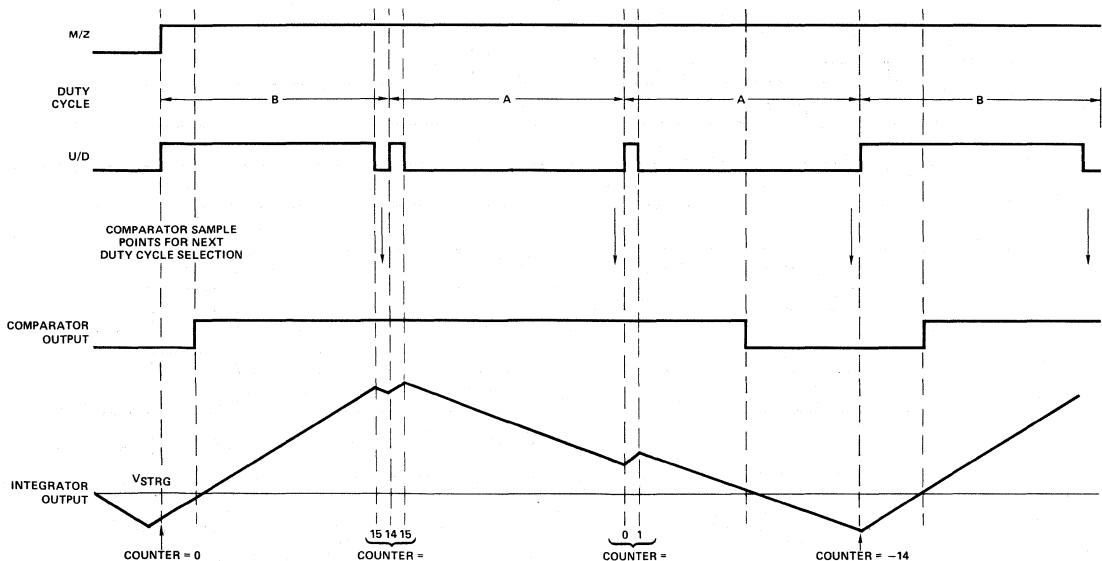 M/Z
DUTY
CYCLE
B
A
A
B
U/D
COMPARATOR SAMPLE
POINTS FOR NEXT
DUTY CYCLE SELECTION
COMPARATOR
OUTPUT
INTEGRATOR
OUTPUT
VSTRG
15 14 15
0 1
COUNTER = 0
COUNTER =
COUNTER =
COUNTER = −14